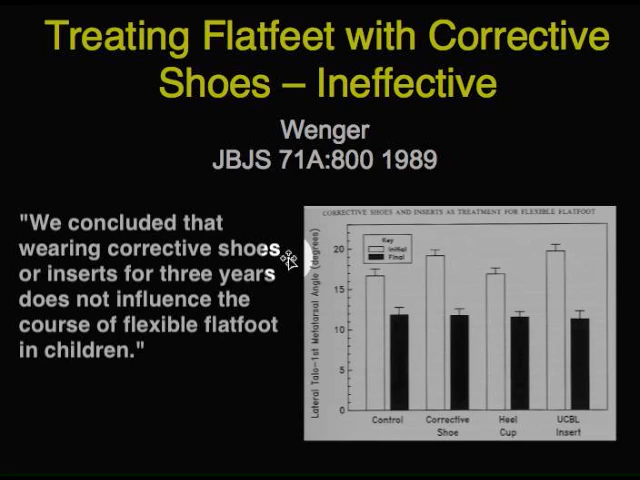 Treating Flatfeet with Corrective
Shoes – Ineffective
Wenger
JBJS 71A:800 1989
"We concluded that
wearing corrective shoes
or inserts for three years
does not influence the
course of flexible flatfoot
in children."
CORRECTIVE SHOES AND INSERTS AS TREATMENT FOR FLEXIBLE FLATFOOT
Lateral Talo-1st Metatarsal Angle (degrees)
Key
Initial
Final
20
15
10
5
0
Control
Corrective
Shoe
Heel
Cup
UCBL
Insert